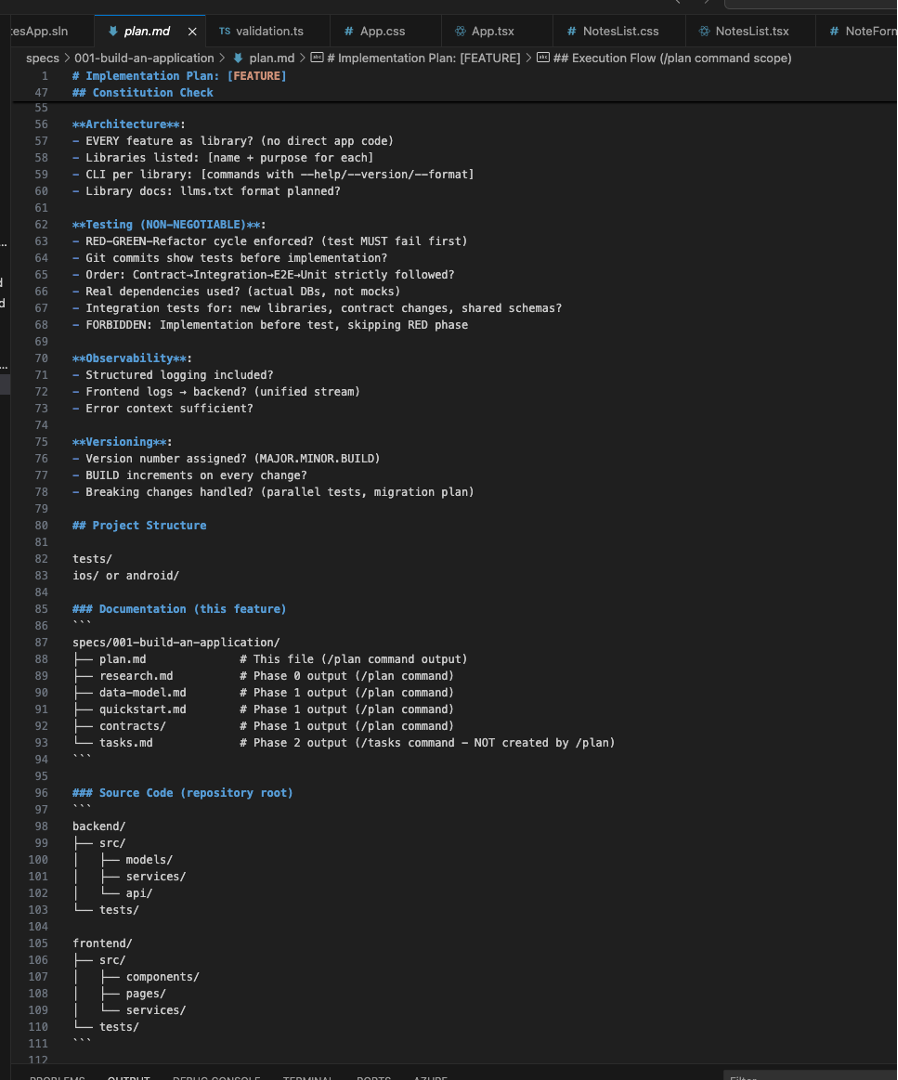 tesApp.sln
plan.md
TS validation.ts
# App.css
App.tsx
# NotesList.css
NotesList.tsx
# NoteForn
specs > 001-build-an-application > plan.md > # Implementation Plan: [FEATURE] > ## Execution Flow (/plan command scope)
1 # Implementation Plan: [FEATURE]
47 ## Constitution Check
55
56 **Architecture**:
57 - EVERY feature as library? (no direct app code)
58 - Libraries listed: [name + purpose for each]
59 - CLI per library: [commands with --help/--version/--format]
60 - Library docs: llms.txt format planned?
61
62 **Testing (NON-NEGOTIABLE)**:
63 - RED-GREEN-Refactor cycle enforced? (test MUST fail first)
64 - Git commits show tests before implementation?
65 - Order: Contract→Integration→E2E→Unit strictly followed?
66 - Real dependencies used? (actual DBs, not mocks)
67 - Integration tests for: new libraries, contract changes, shared schemas?
68 - FORBIDDEN: Implementation before test, skipping RED phase
69
70 **Observability**:
71 - Structured logging included?
72 - Frontend logs → backend? (unified stream)
73 - Error context sufficient?
74
75 **Versioning**:
76 - Version number assigned? (MAJOR.MINOR.BUILD)
77 - BUILD increments on every change?
78 - Breaking changes handled? (parallel tests, migration plan)
79
80 ## Project Structure
81
82 tests/
83 ios/ or android/
84
85 ### Documentation (this feature)
86 ```
87 specs/001-build-an-application/
88 ├── plan.md              # This file (/plan command output)
89 ├── research.md          # Phase 0 output (/plan command)
90 ├── data-model.md        # Phase 1 output (/plan command)
91 ├── quickstart.md        # Phase 1 output (/plan command)
92 ├── contracts/           # Phase 1 output (/plan command)
93 └── tasks.md             # Phase 2 output (/tasks command - NOT created by /plan)
94 ```
95
96 ### Source Code (repository root)
97 ```
98 backend/
99 ├── src/
100 │   ├── models/
101 │   ├── services/
102 │   └── api/
103 └── tests/
104
105 frontend/
106 ├── src/
107 │   ├── components/
108 │   ├── pages/
109 │   └── services/
110 └── tests/
111 ```
112
PROBLEMS OUTPUT DEBUG CONSOLE TERMINAL PORTS AZURE
Filter